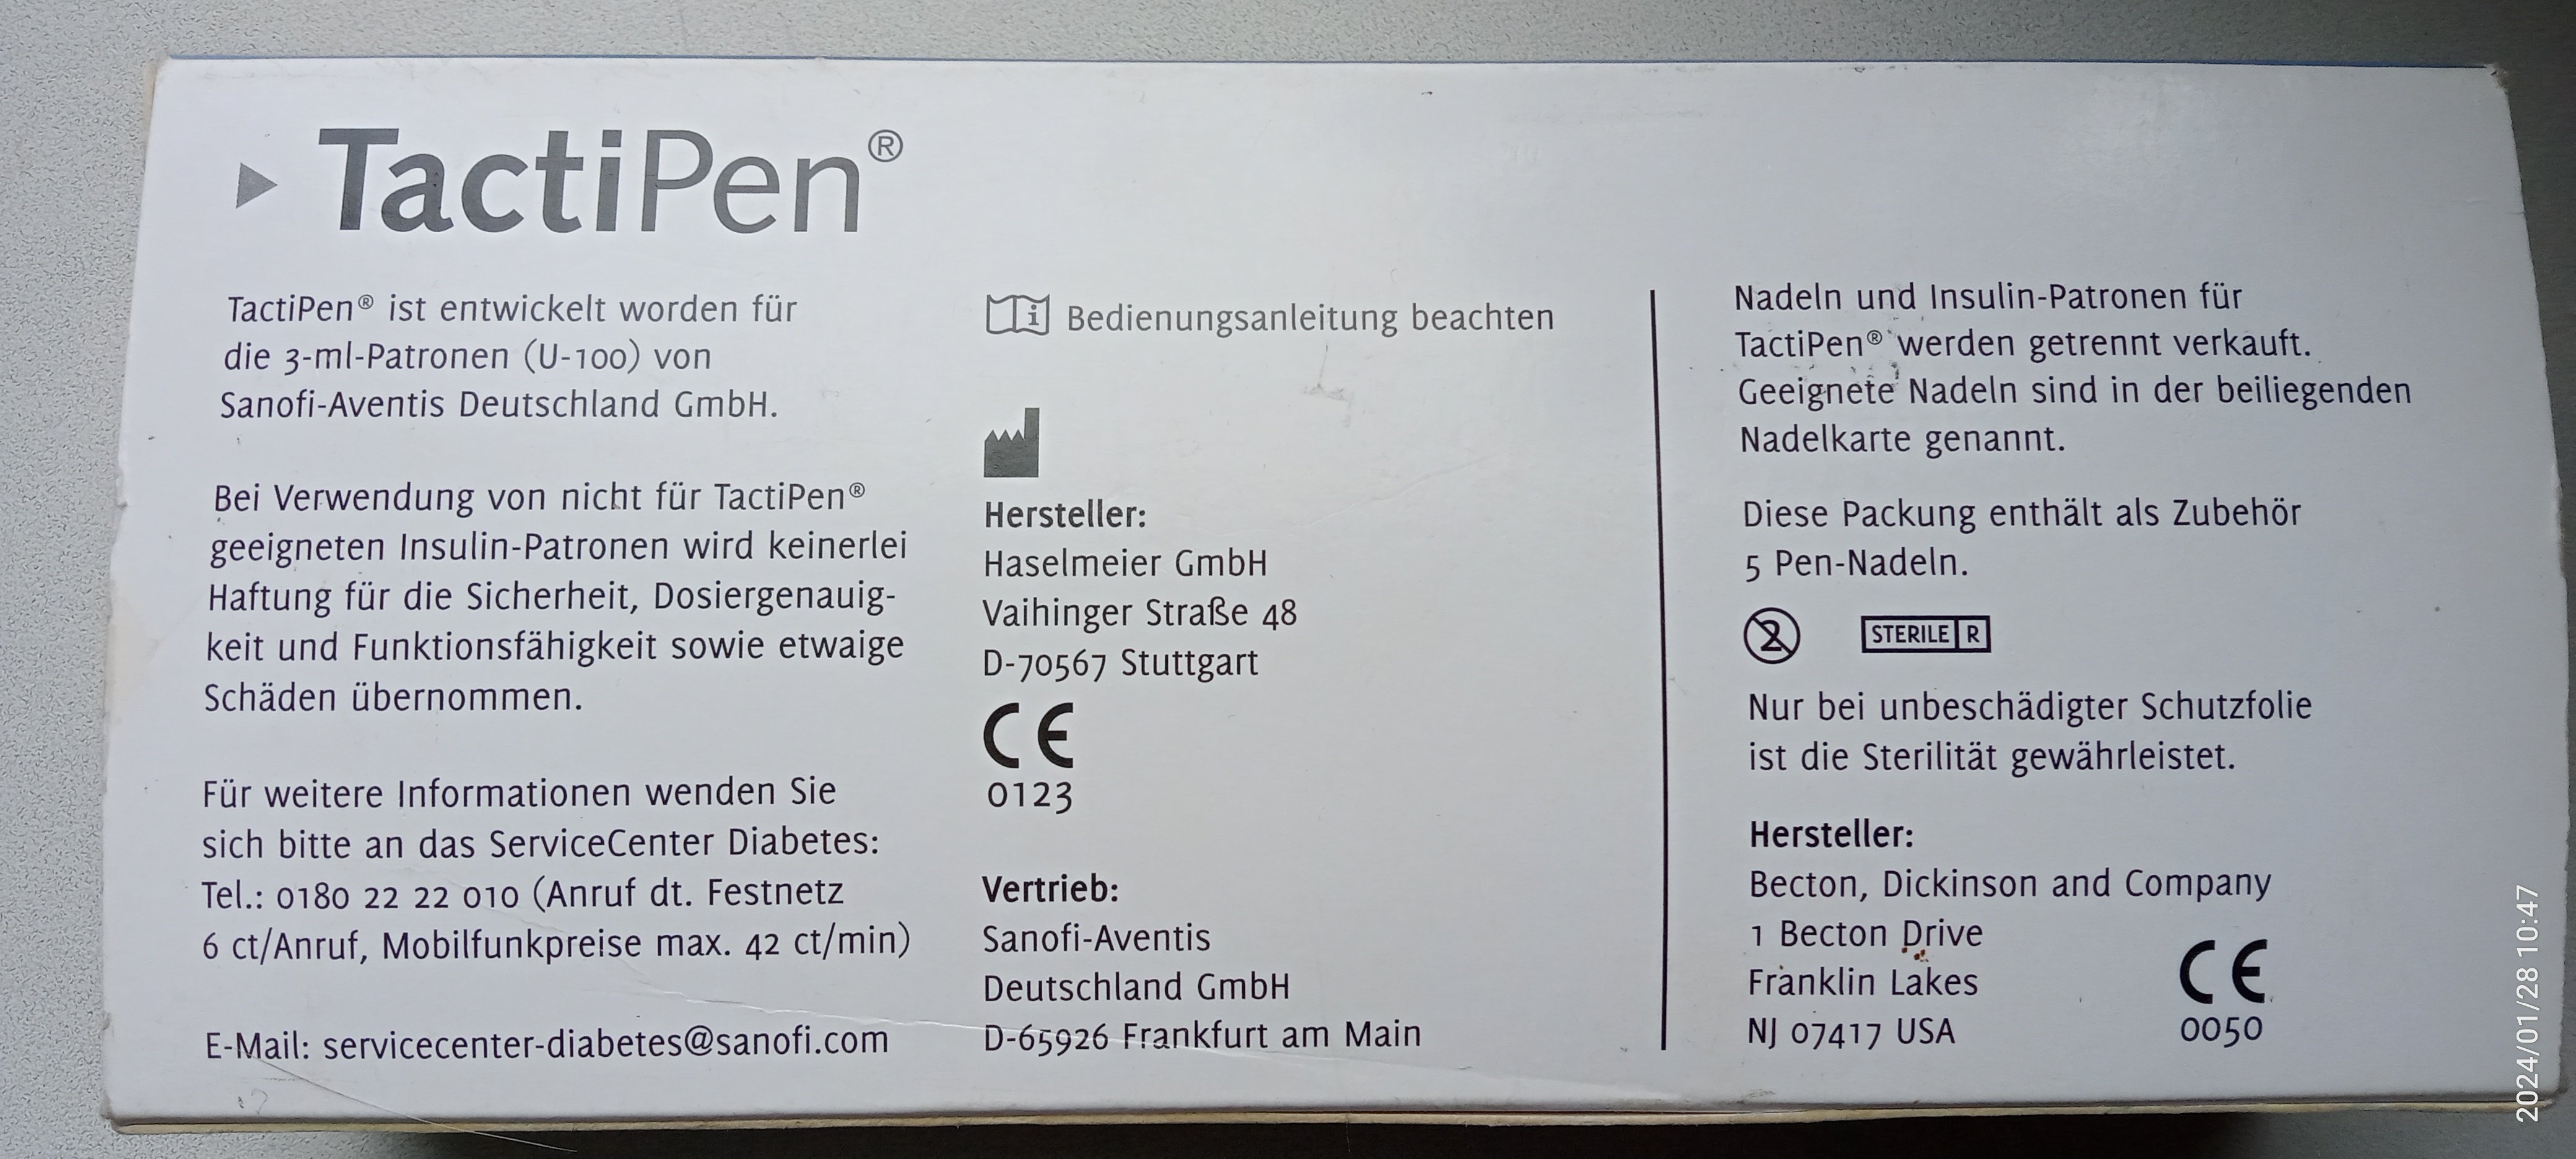 TactiPen®
TactiPen® ist entwickelt worden für
die 3-ml-Patronen (U-100) von
Sanofi-Aventis Deutschland GmbH.
Bei Verwendung von nicht für TactiPen®
geeigneten Insulin-Patronen wird keinerlei
Haftung für die Sicherheit, Dosiergenauig-
keit und Funktionsfähigkeit sowie etwaige
Schäden übernommen.
Für weitere Informationen wenden Sie
sich bitte an das ServiceCenter Diabetes:
Tel.: 0180 22 22 010 (Anruf dt. Festnetz
6 ct/Anruf, Mobilfunkpreise max. 42 ct/min)
E-Mail: servicecenter-diabetes@sanofi.com
i Bedienungsanleitung beachten
Hersteller:
Haselmeier GmbH
Vaihinger Straße 48
D-70567 Stuttgart
CE
0123
Vertrieb:
Sanofi-Aventis
Deutschland GmbH
D-65926 Frankfurt am Main
Nadeln und Insulin-Patronen für
TactiPen® werden getrennt verkauft.
Geeignete Nadeln sind in der beiliegenden
Nadelkarte genannt.
Diese Packung enthält als Zubehör
5 Pen-Nadeln.
2 STERILE R
Nur bei unbeschädigter Schutzfolie
ist die Sterilität gewährleistet.
Hersteller:
Becton, Dickinson and Company
1 Becton Drive
Franklin Lakes
NJ 07417 USA
CE
0050
2024/01/28 10:47